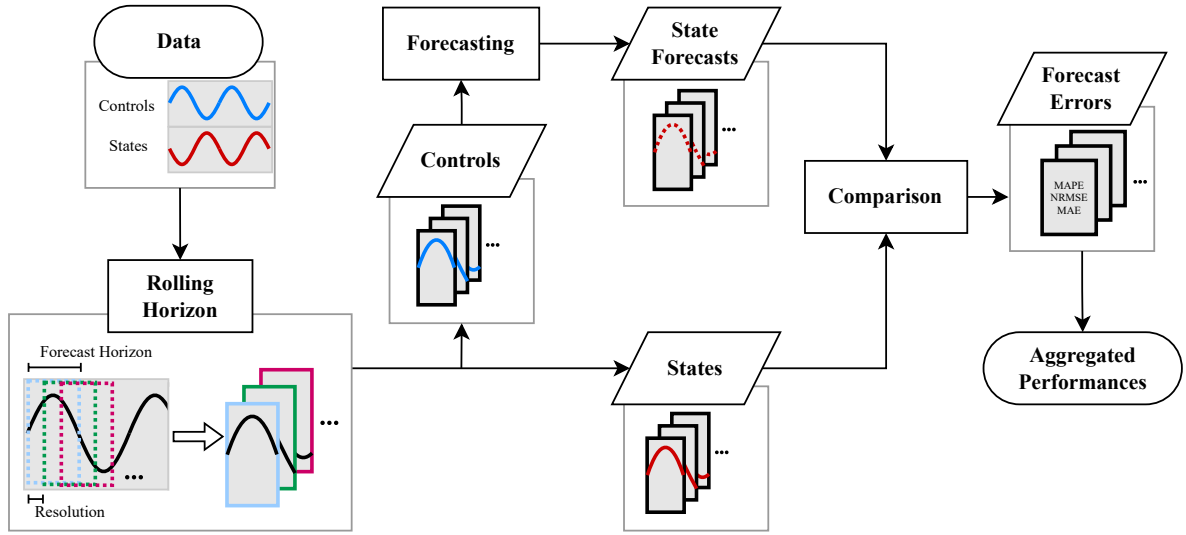 Data
Controls
States
Rolling
Horizon
Forecast Horizon
...
Resolution
...
Forecasting
Controls
...
State
Forecasts
...
States
...
Comparison
Forecast
Errors
MAPE
NRMSE
MAE
...
Aggregated
Performances